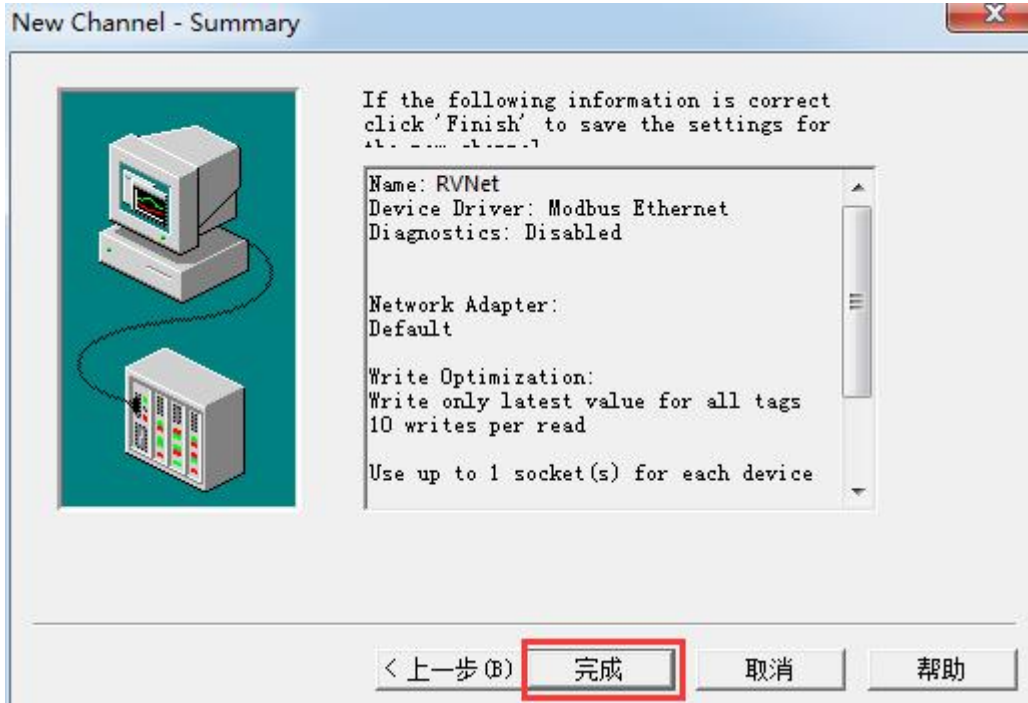 New Channel - Summary
If the following information is correct
click 'Finish' to save the settings for
Name: RVNet
Device Driver: Modbus Ethernet
Diagnostics: Disabled
Network Adapter:
Default
Write Optimization:
Write only latest value for all tags
10 writes per read
Use up to 1 socket(s) for each device
< 上一步(B)
完成
取消
帮助